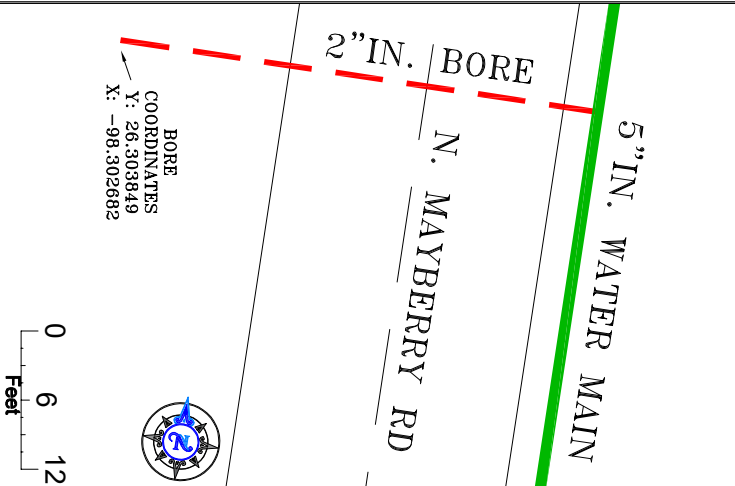 2"IN. BORE
5"IN. WATER MAIN
N. MAYBERRY RD
BORE
COORDINATES
Y: 26.303849
X: -98.302682
0 6 12
Feet
N